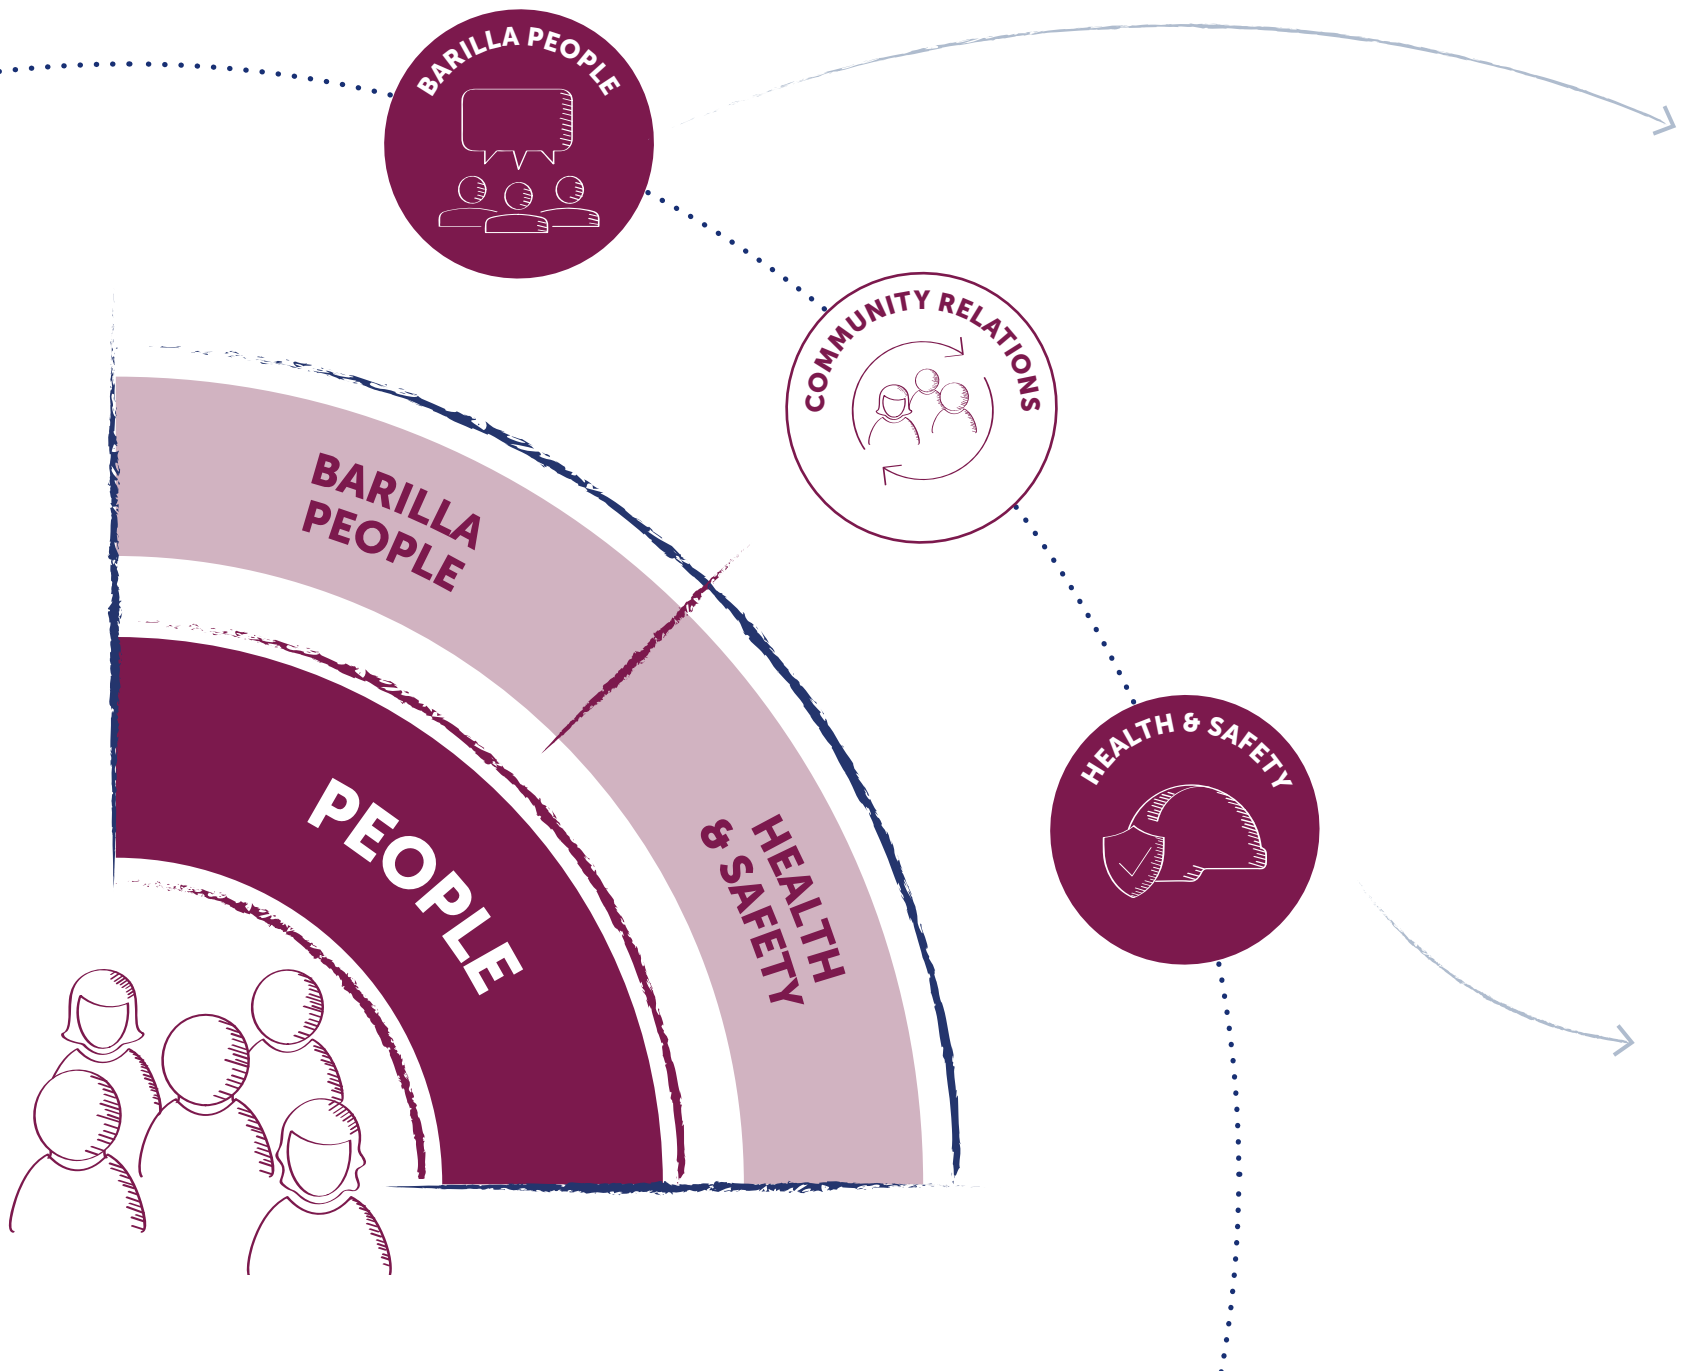 BARILLA PEOPLE
COMMUNITY RELATIONS
BARILLA
PEOPLE
HEALTH & SAFETY
PEOPLE
HEALTH
& SAFETY